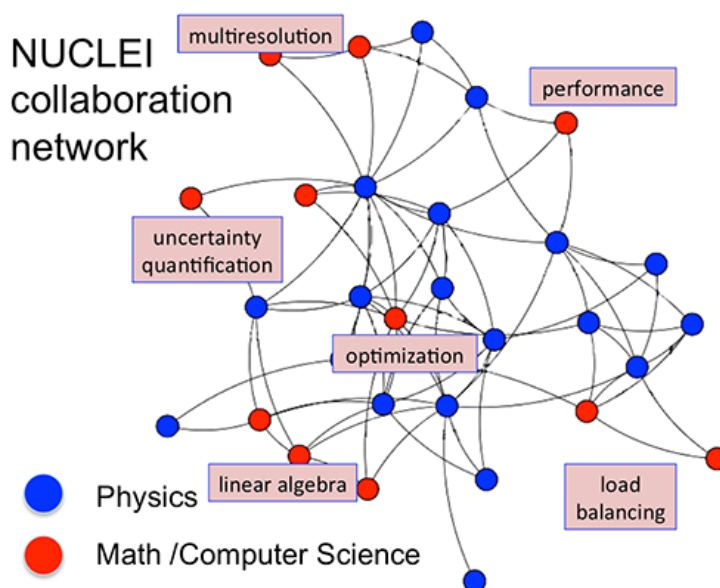 NUCLEI
collaboration
network
multiresolution
performance
uncertainty
quantification
optimization
linear algebra
load
balancing
Physics
Math /Computer Science